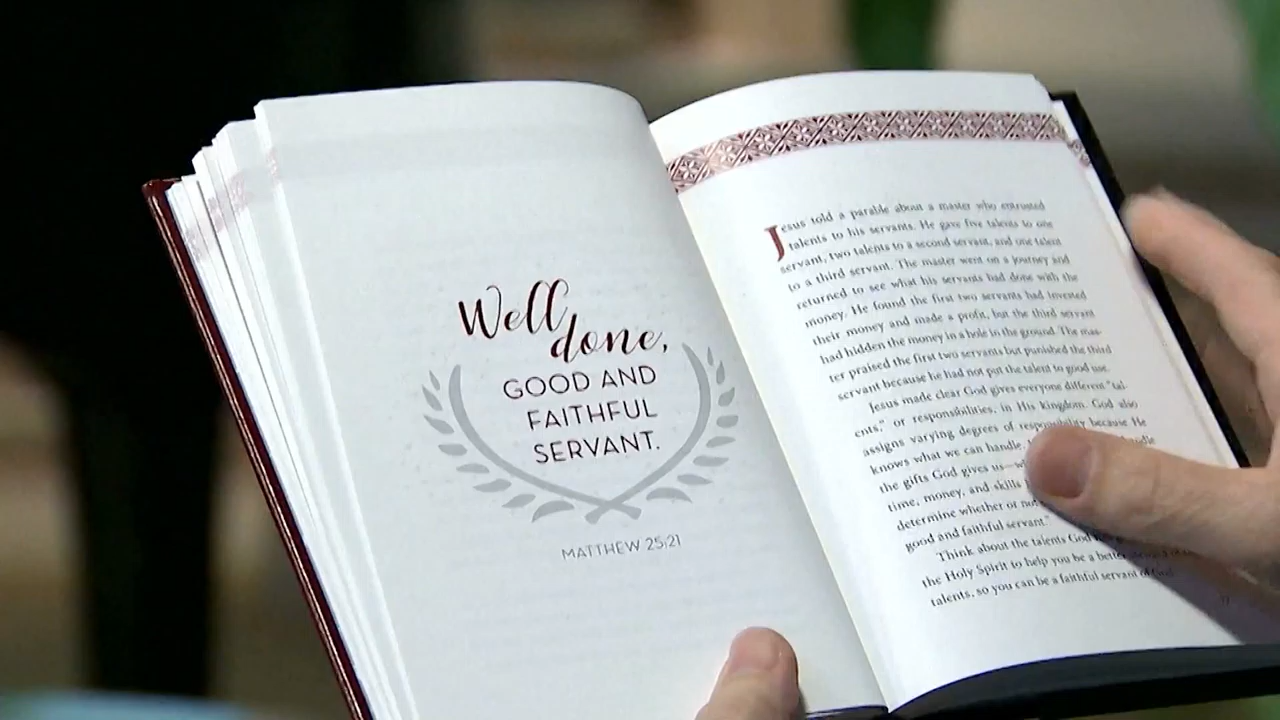 Well
done,
GOOD AND
FAITHFUL
SERVANT.
MATTHEW 25:21
Jesus told a parable about a master who entrusted
talents to his servants. He gave five talents to one
servant, two talents to a second servant, and one talent
to a third servant. The master went on a journey and
returned to see what his servants had done with the
money. He found the first two servants had invested
their money and made a profit, but the third servant
had hidden the money in a hole in the ground. The mas-
ter praised the first two servants but punished the third
servant because he had not put the talent to good use.
Jesus made clear God gives everyone different "tal-
ents," or responsibilities, in His Kingdom. God also
assigns varying degrees of responsibility because He
knows what we can handle.
the gifts God gives us—
time, money, and skills
determine whether or not
good and faithful servant."
Think about the talents God
the Holy Spirit to help you be a better steward of
talents, so you can be a faithful servant of God.